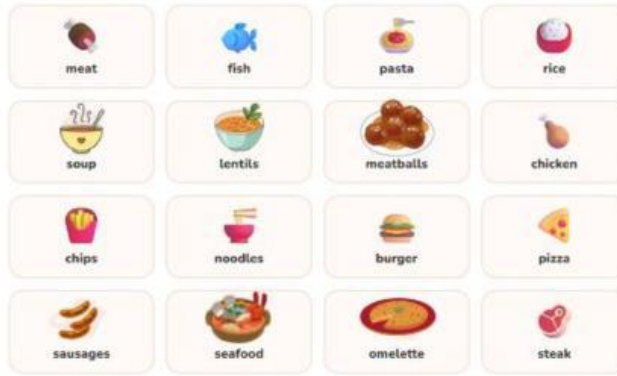 meat
fish
pasta
rice
soup
lentils
meatballs
chicken
chips
noodles
burger
pizza
sausages
seafood
omelette
steak